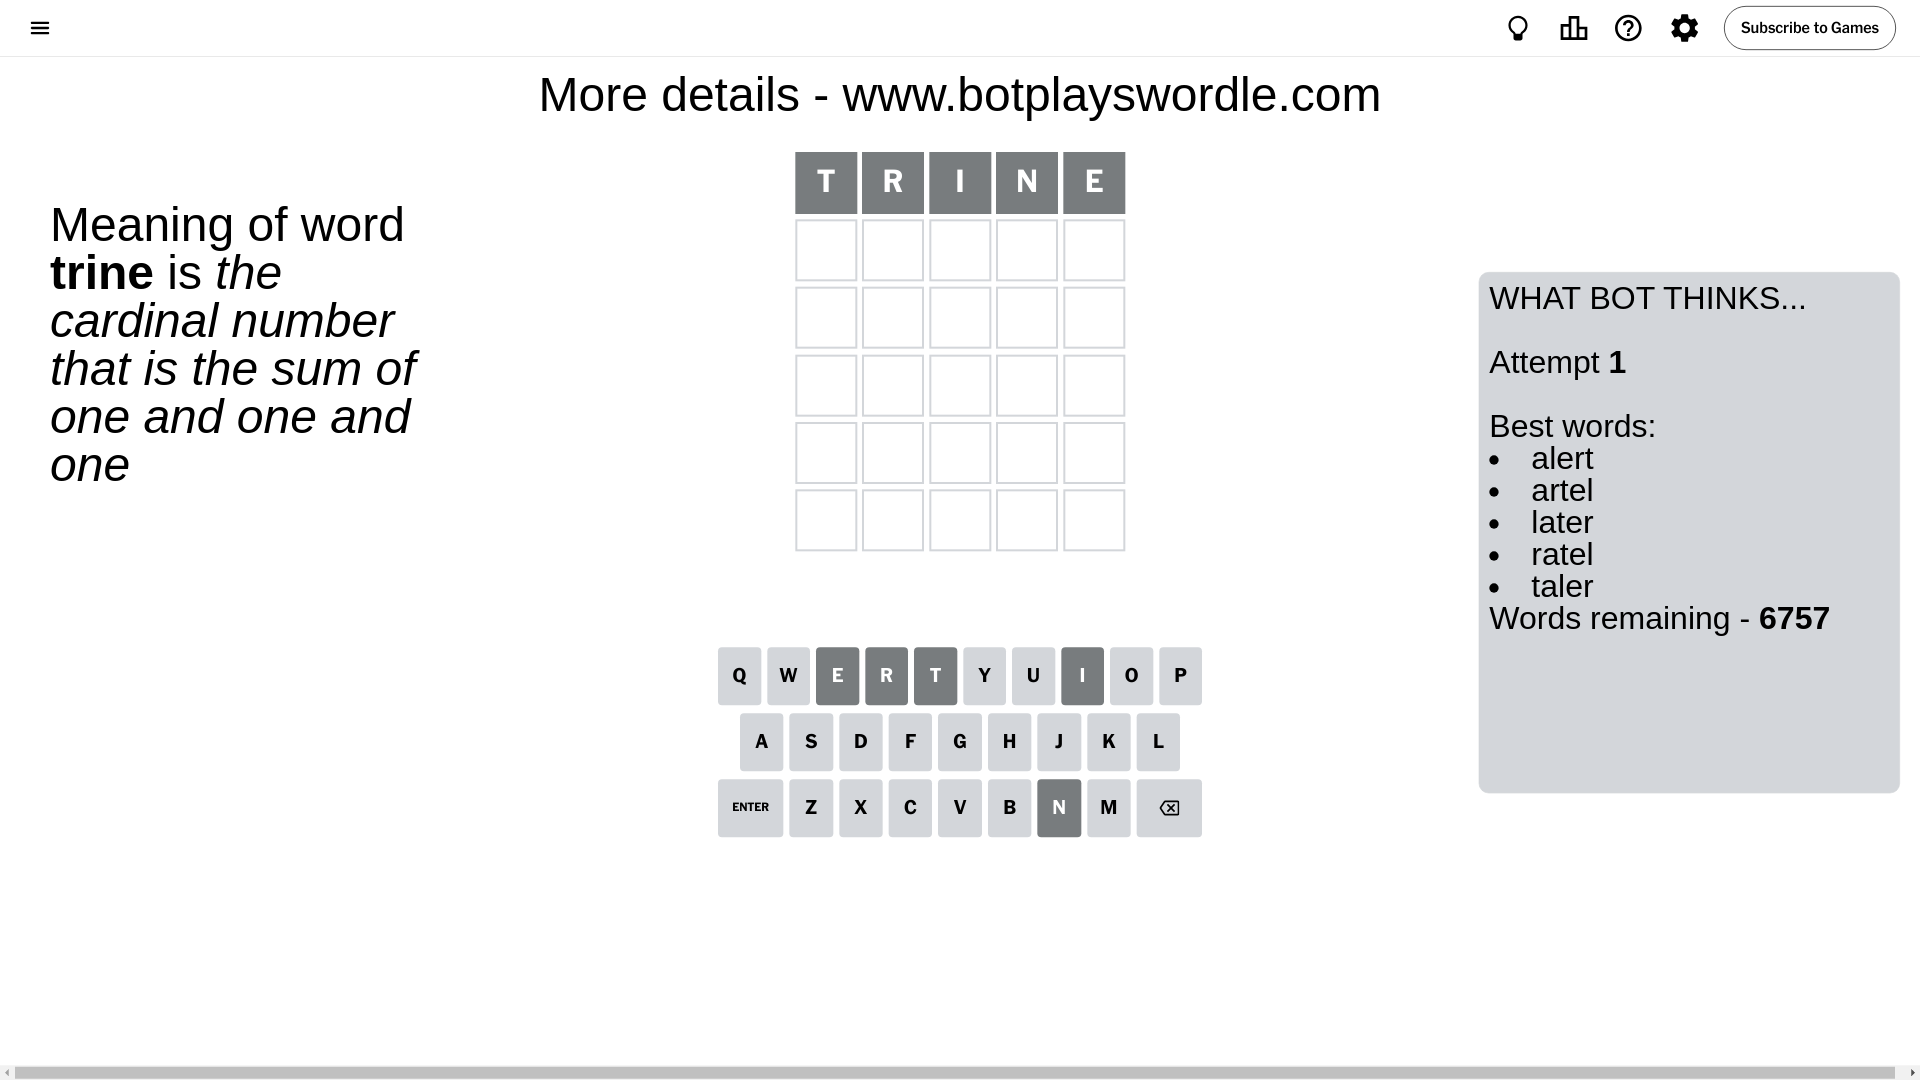 Subscribe to Games
More details - www.botplayswordle.com
Meaning of word
trine is the
cardinal number
that is the sum of
one and one and
one
T R I N E
WHAT BOT THINKS...
Attempt 1
Best words:
alert
artel
later
ratel
taler
Words remaining - 6757
Q W E R T Y U I O P
A S D F G H J K L
ENTER Z X C V B N M